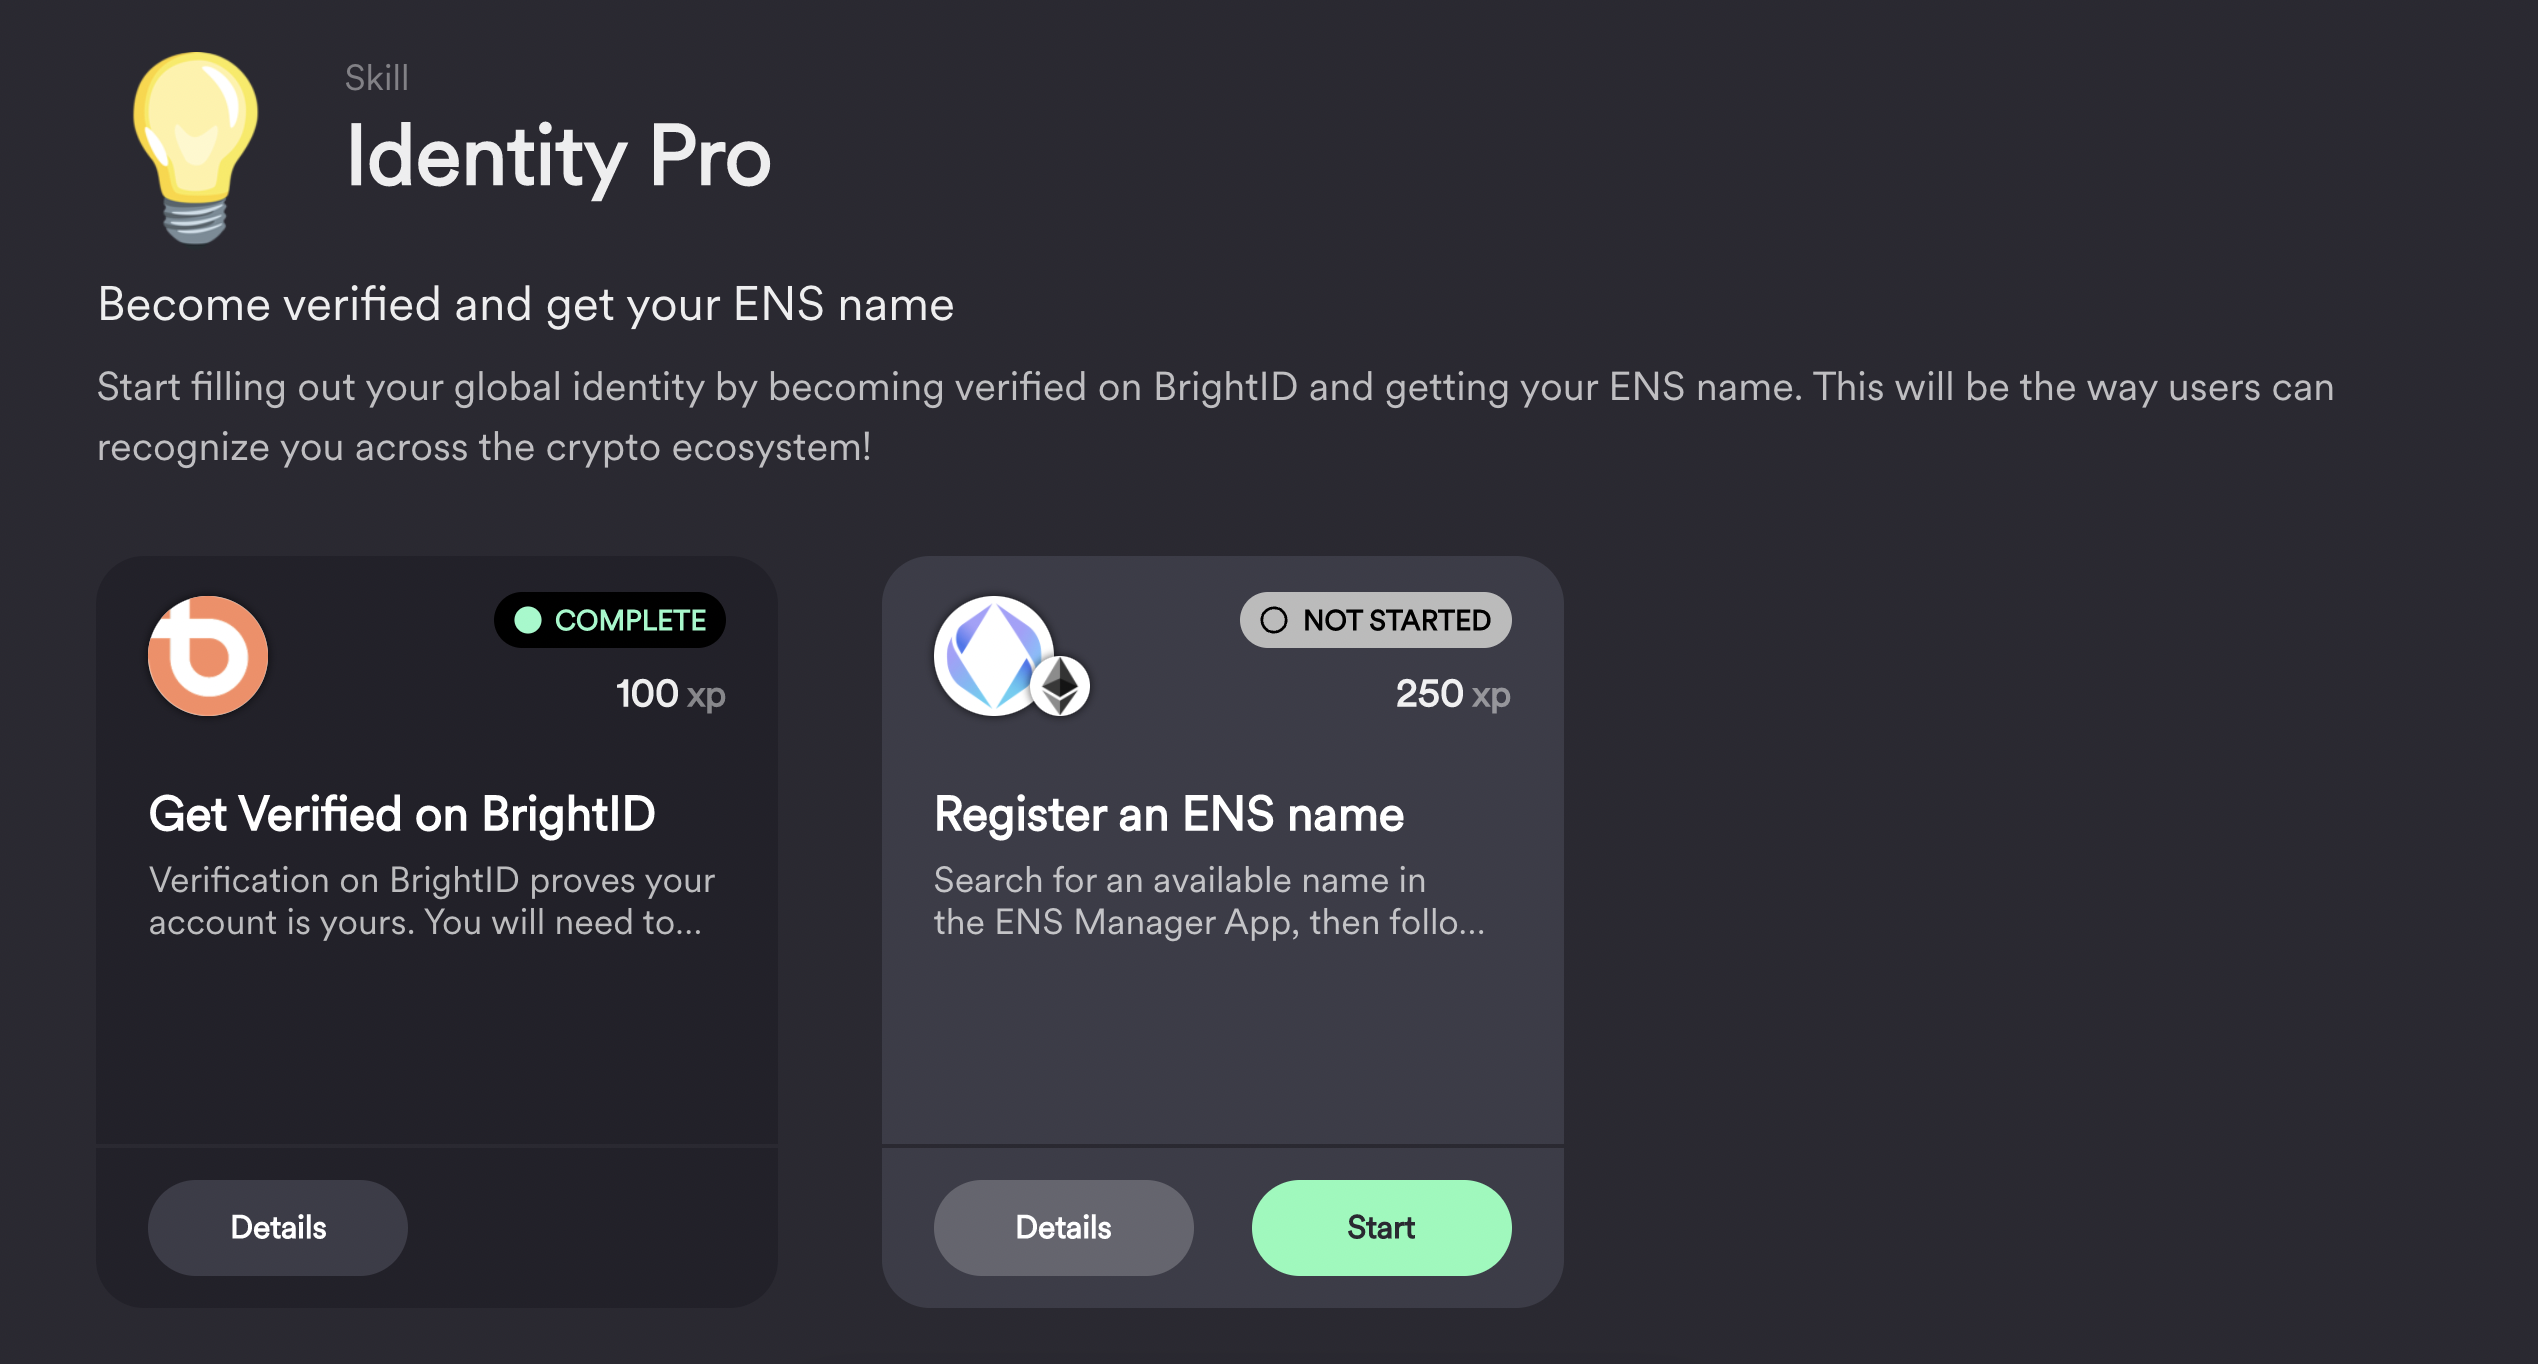 Skill
Identity Pro
Become verified and get your ENS name
Start filling out your global identity by becoming verified on BrightID and getting your ENS name. This will be the way users can
recognize you across the crypto ecosystem!
COMPLETE
100 xp
Get Verified on BrightID
Verification on BrightID proves your
account is yours. You will need to...
Details
NOT STARTED
250 xp
Register an ENS name
Search for an available name in
the ENS Manager App, then follo...
Details
Start